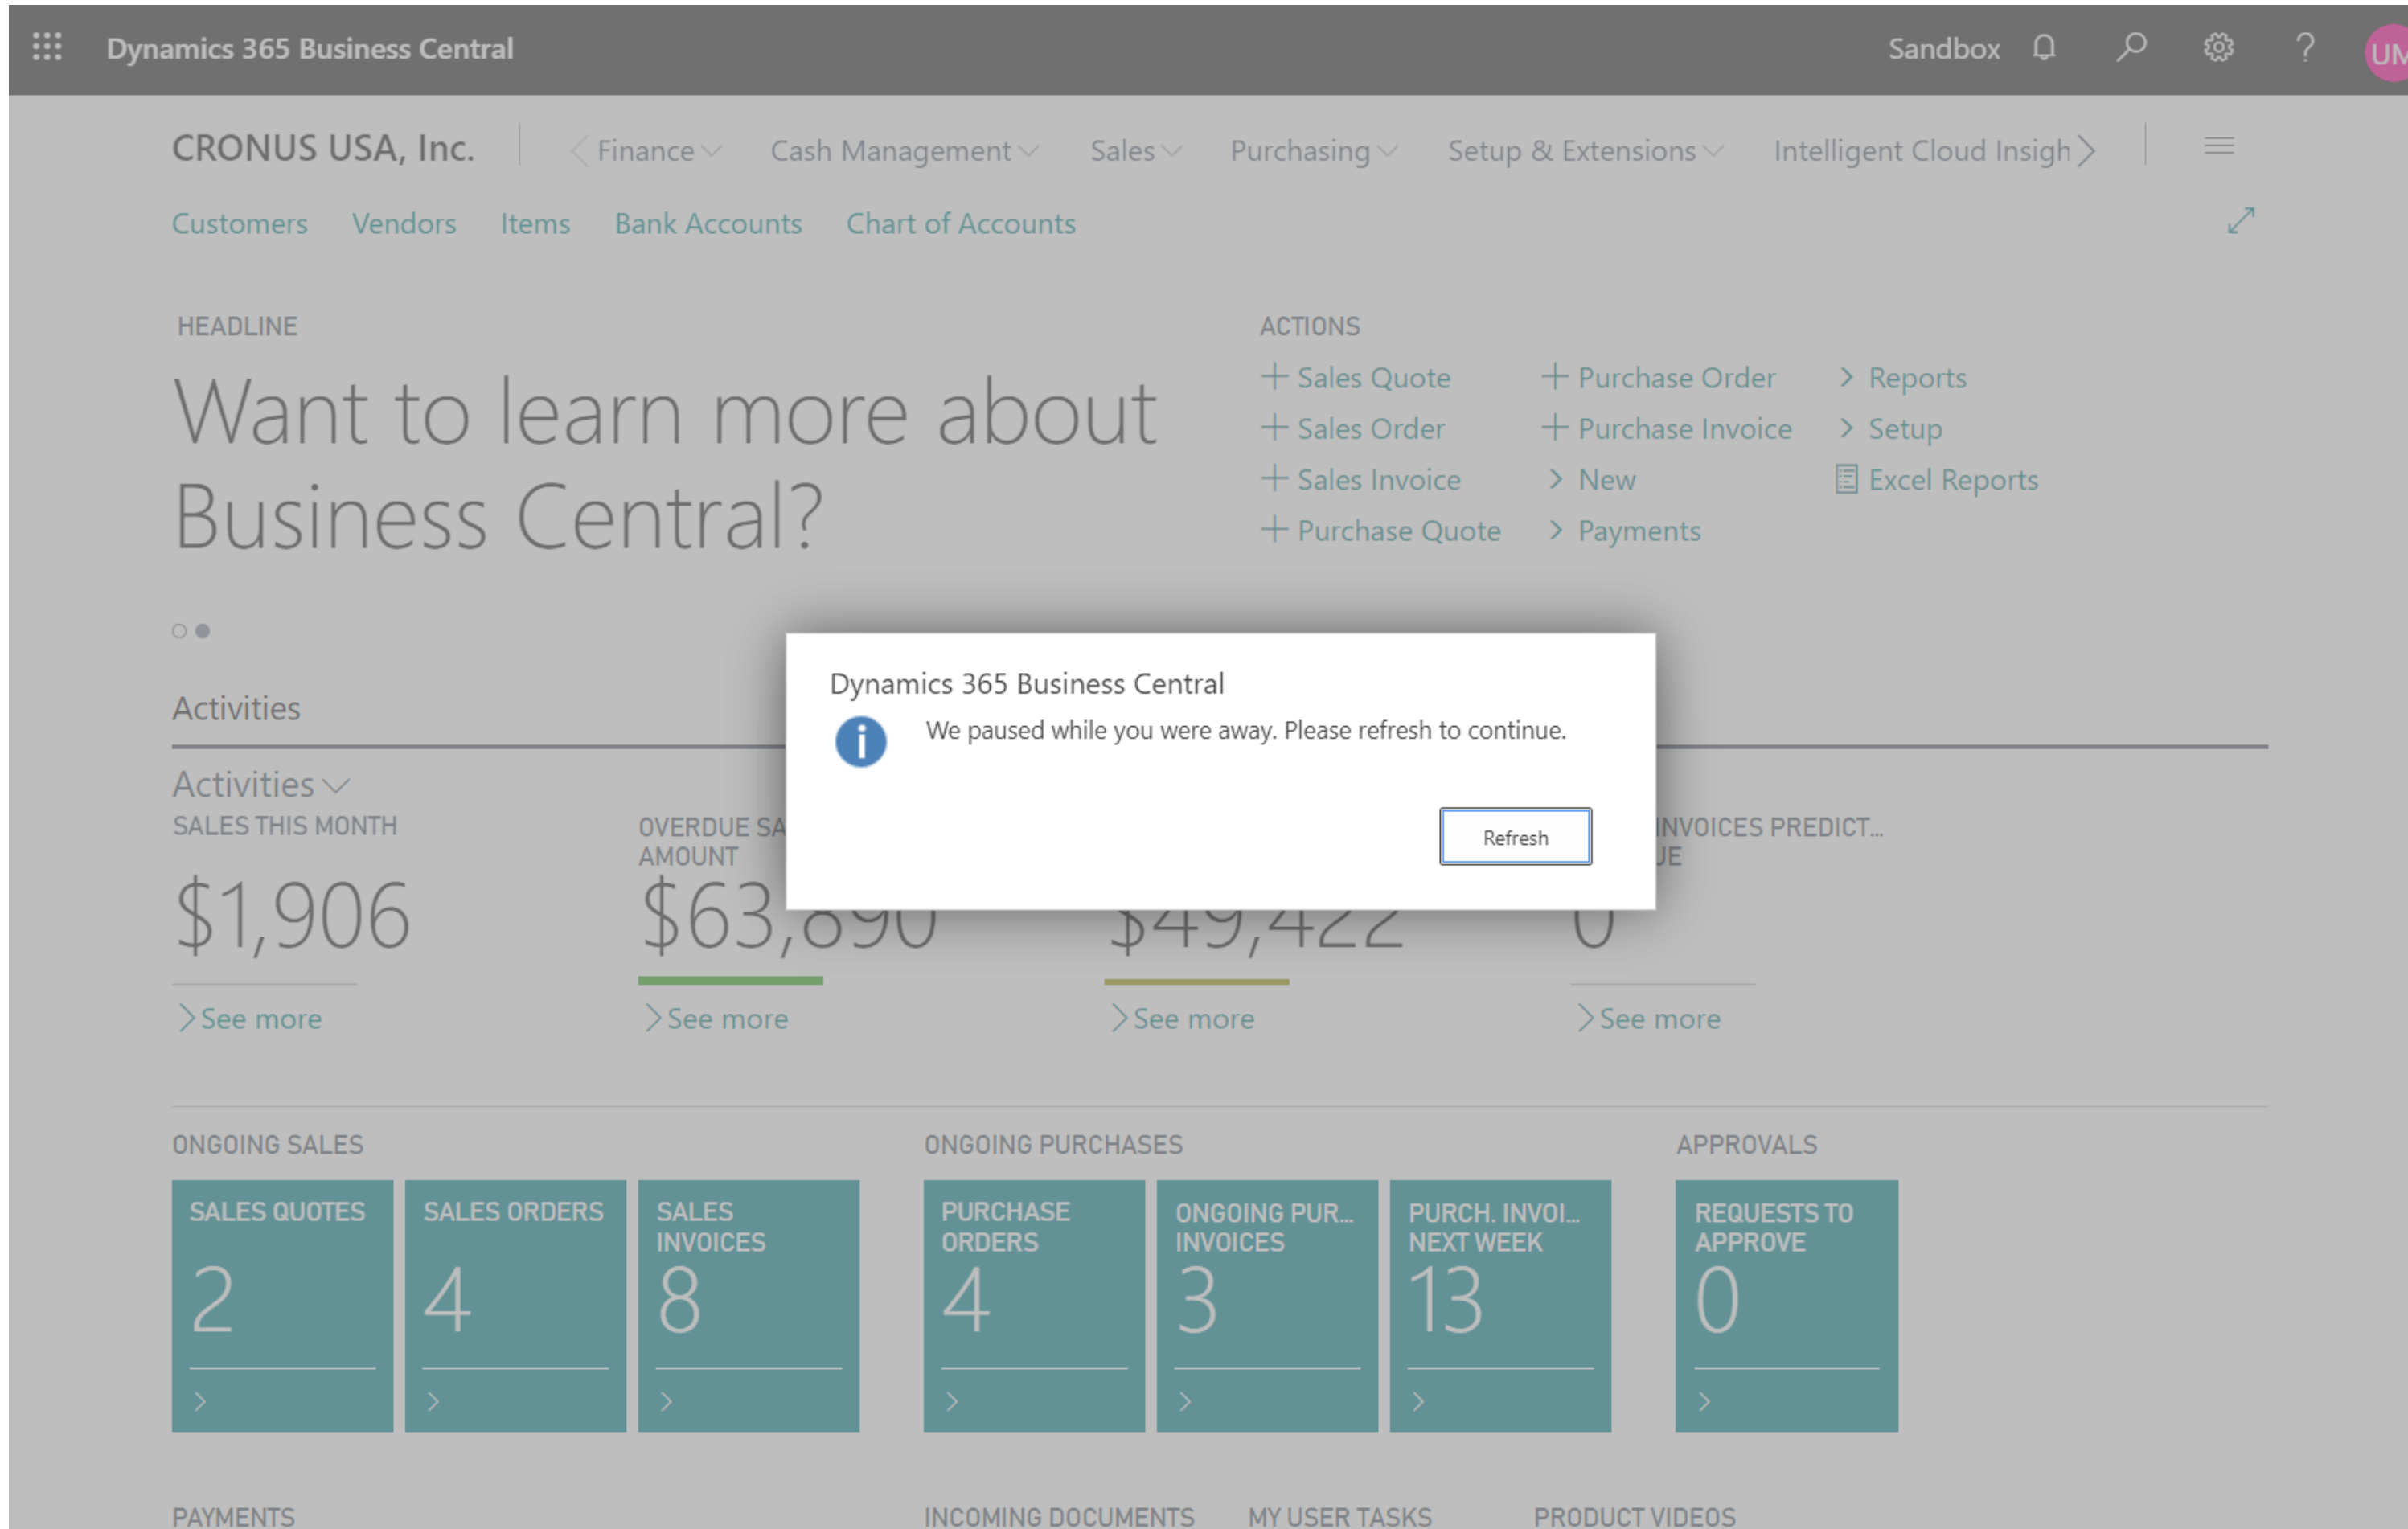 Dynamics 365 Business Central
Sandbox
?
UM
CRONUS USA, Inc.
Finance
Cash Management
Sales
Purchasing
Setup & Extensions
Intelligent Cloud Insigh
Customers
Vendors
Items
Bank Accounts
Chart of Accounts
HEADLINE
Want to learn more about
Business Central?
ACTIONS
+ Sales Quote
+ Sales Order
+ Sales Invoice
+ Purchase Quote
+ Purchase Order
+ Purchase Invoice
> New
> Payments
> Reports
> Setup
Excel Reports
Dynamics 365 Business Central
We paused while you were away. Please refresh to continue.
Refresh
Activities
Activities
SALES THIS MONTH
$1,906
> See more
OVERDUE SA
AMOUNT
$63,890
> See more
$49,422
> See more
INVOICES PREDICT...
UE
0
> See more
ONGOING SALES
SALES QUOTES
2
SALES ORDERS
4
SALES
INVOICES
8
ONGOING PURCHASES
PURCHASE
ORDERS
4
ONGOING PUR...
INVOICES
3
PURCH. INVOI...
NEXT WEEK
13
APPROVALS
REQUESTS TO
APPROVE
0
PAYMENTS
INCOMING DOCUMENTS
MY USER TASKS
PRODUCT VIDEOS